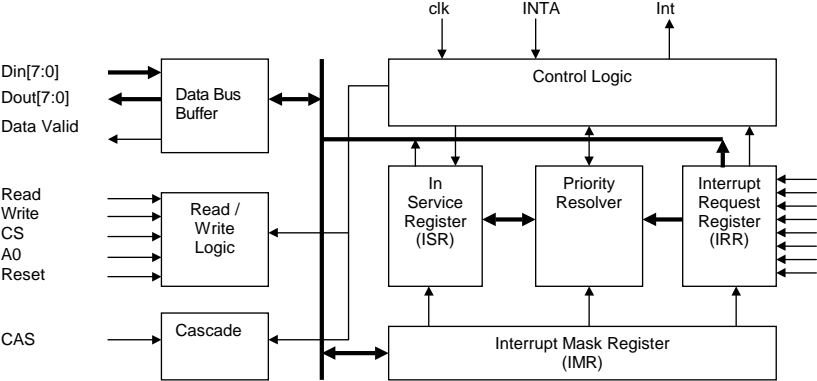 clk
INTA
Int
Din[7:0]
Dout[7:0]
Data Valid
Data Bus
Buffer
Control Logic
Read
Write
CS
A0
Reset
Read /
Write
Logic
In
Service
Register
(ISR)
Priority
Resolver
Interrupt
Request
Register
(IRR)
CAS
Cascade
Interrupt Mask Register
(IMR)